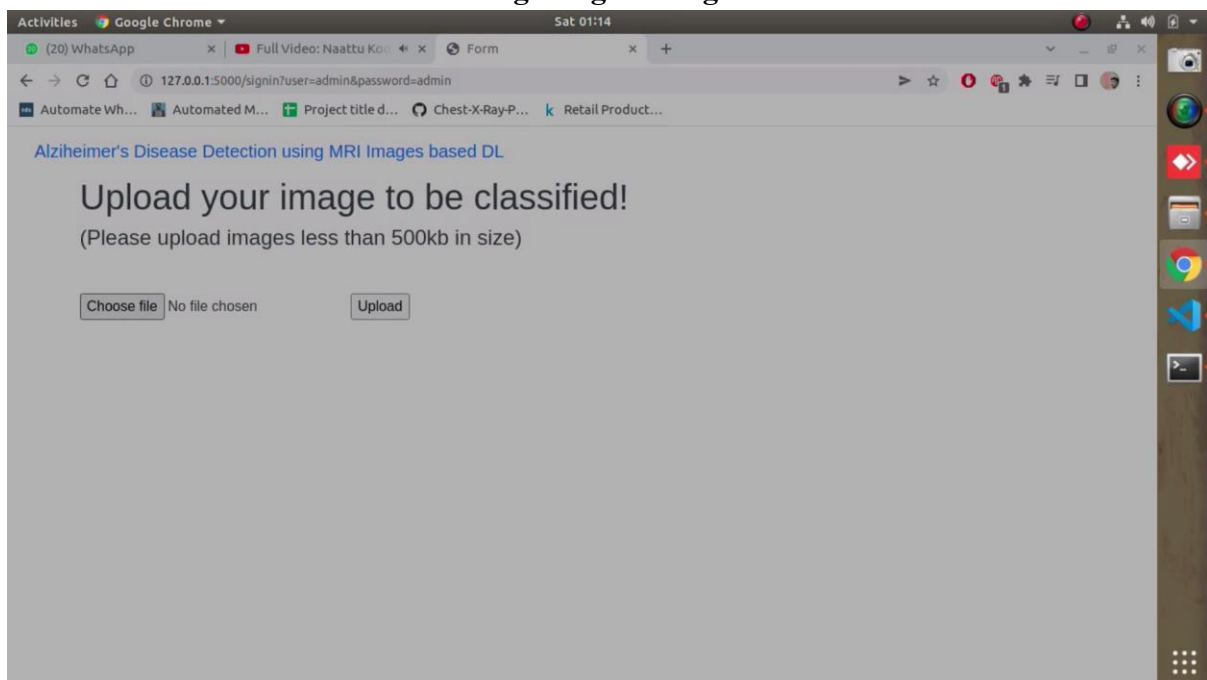 Activities Google Chrome Sat 01:14
(20) WhatsApp Full Video: Naattu Koo Form
127.0.0.1:5000/signin?user=admin&password=admin
Automate Wh... Automated M... Project title d... Chest-X-Ray-P... Retail Product...
Alziheimer's Disease Detection using MRI Images based DL
Upload your image to be classified!
(Please upload images less than 500kb in size)
Choose file No file chosen Upload